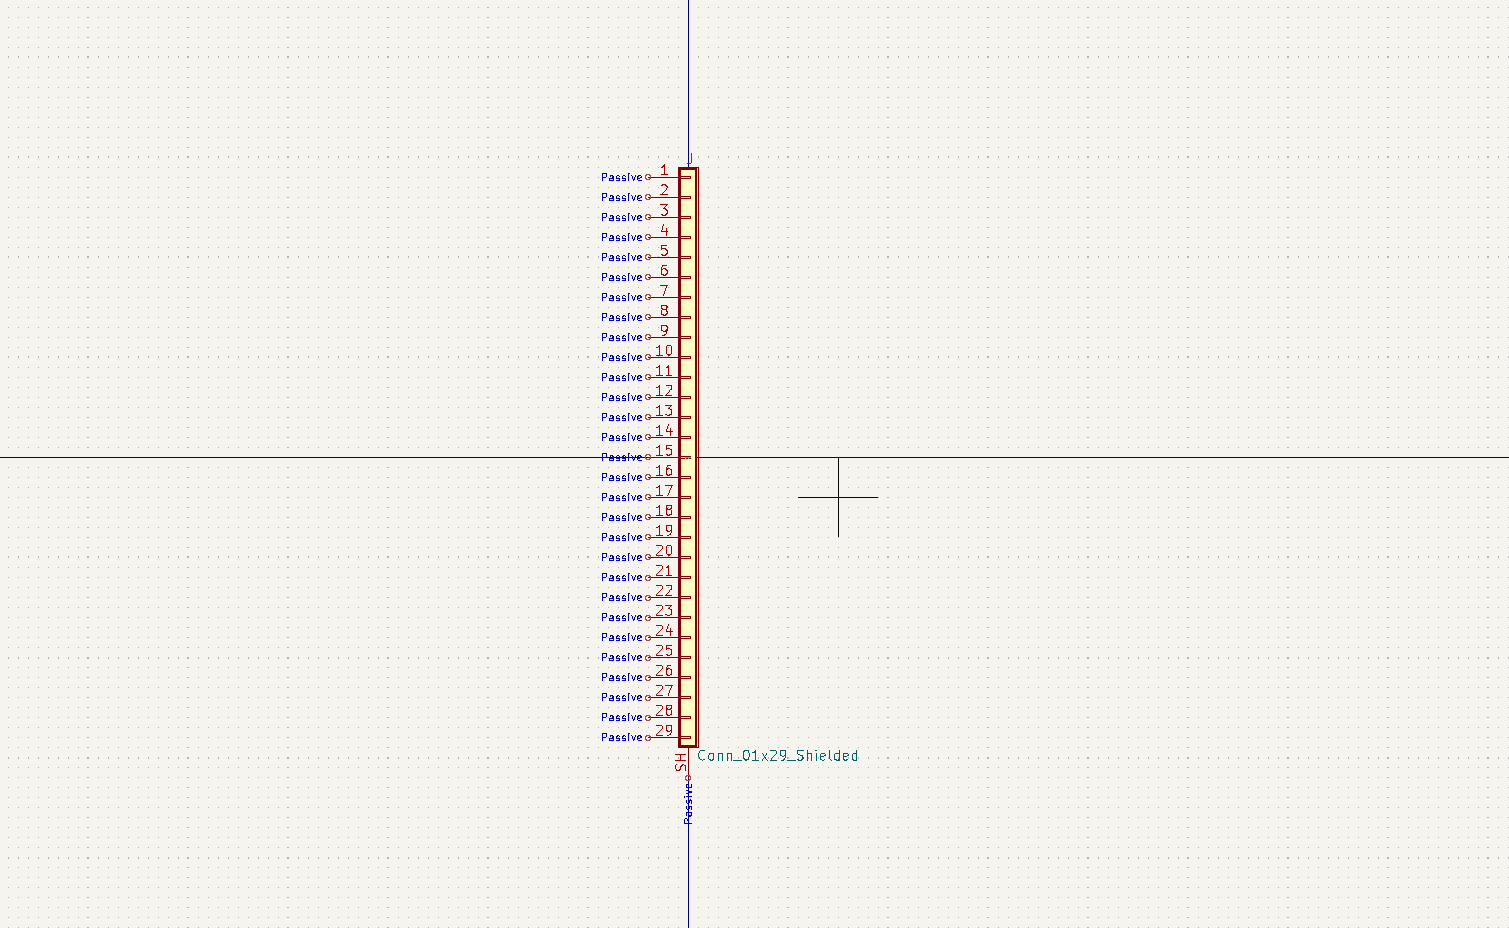 J
Passive 1
Passive 2
Passive 3
Passive 4
Passive 5
Passive 6
Passive 7
Passive 8
Passive 9
Passive 10
Passive 11
Passive 12
Passive 13
Passive 14
Passive 15
Passive 16
Passive 17
Passive 18
Passive 19
Passive 20
Passive 21
Passive 22
Passive 23
Passive 24
Passive 25
Passive 26
Passive 27
Passive 28
Passive 29
SH
Conn_01x29_Shielded
Passive